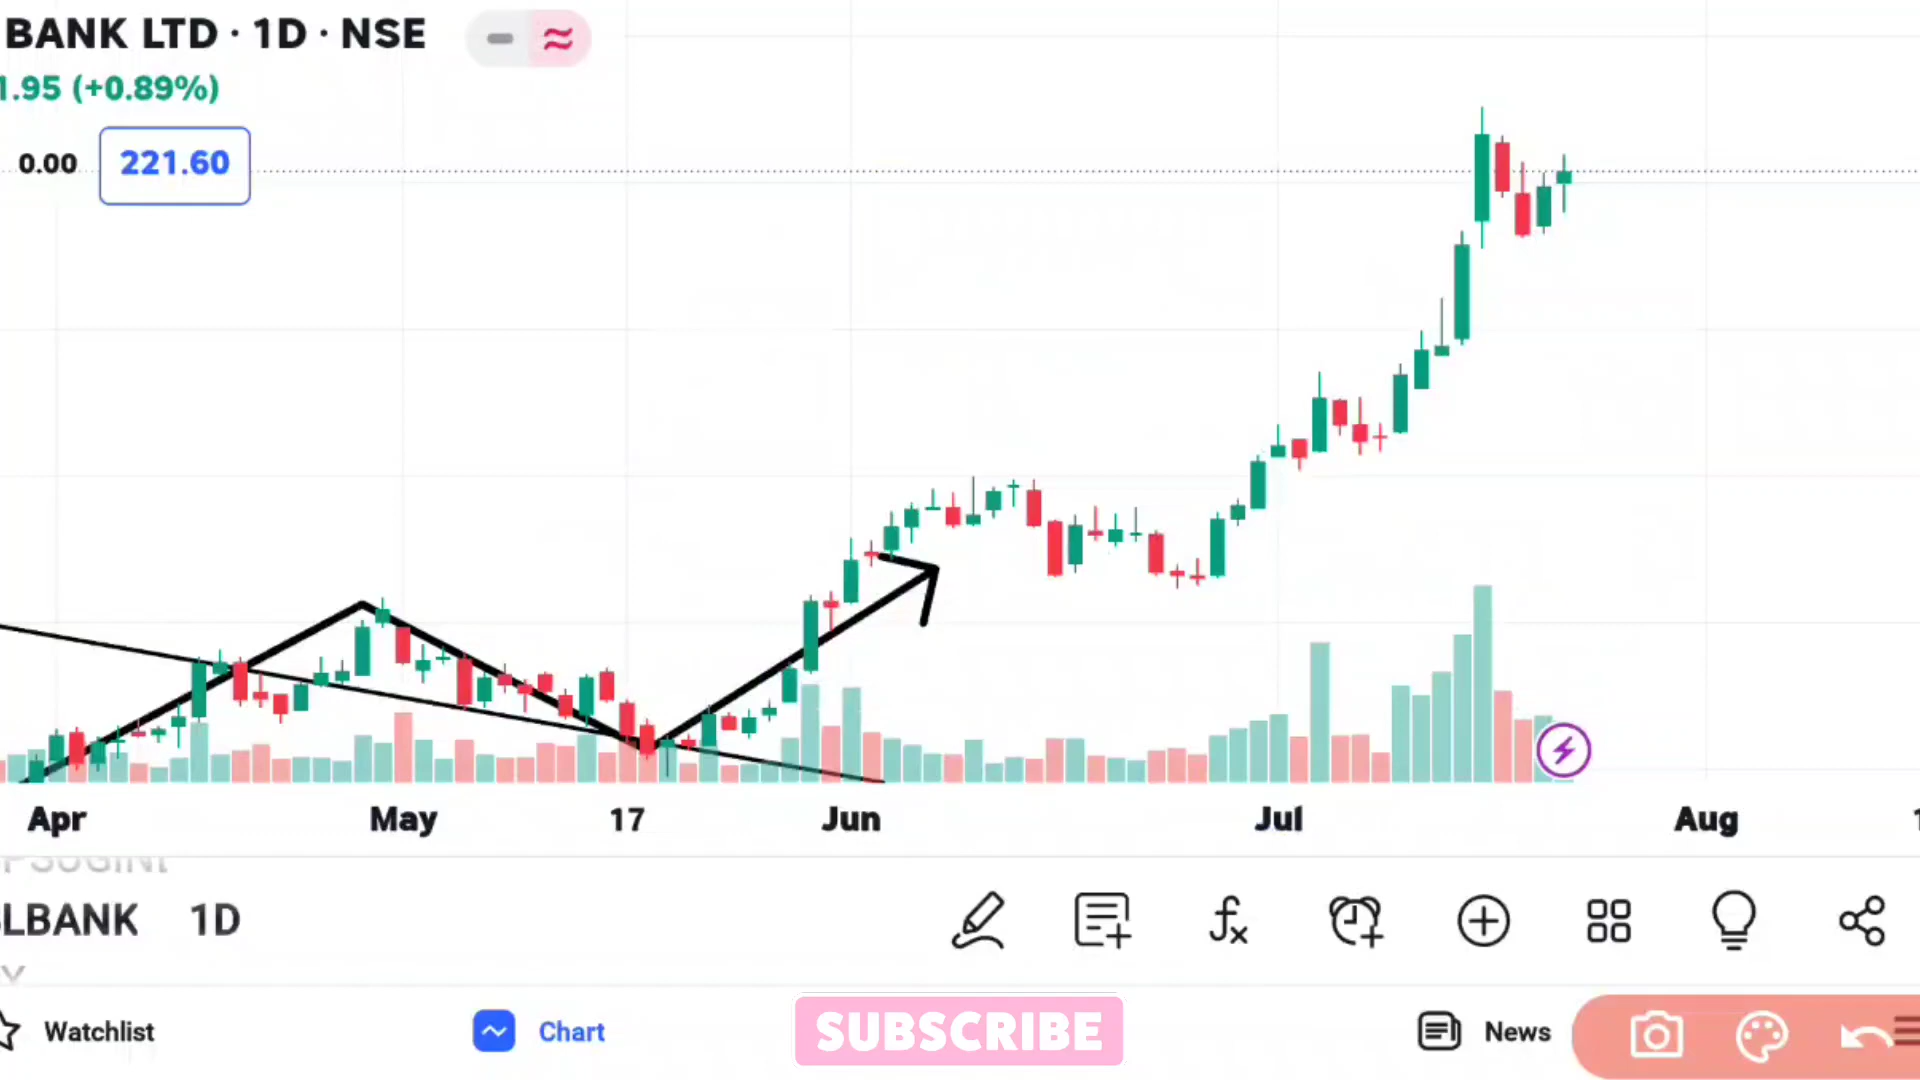 BANK LTD · 1D · NSE
1.95 (+0.89%)
0.00 221.60
Apr May 17 Jun Jul Aug
LBANK 1D
Watchlist Chart SUBSCRIBE News